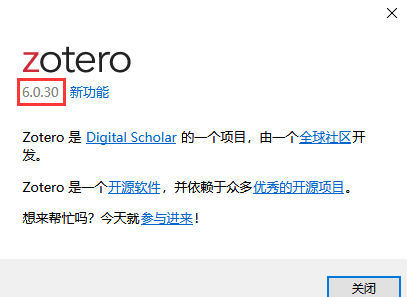 zotero
6.0.30 新功能
Zotero 是 Digital Scholar 的一个项目，由一个全球社区开
发。
Zotero 是一个开源软件，并依赖于众多优秀的开源项目。
想来帮忙吗？今天就参与进来！
关闭